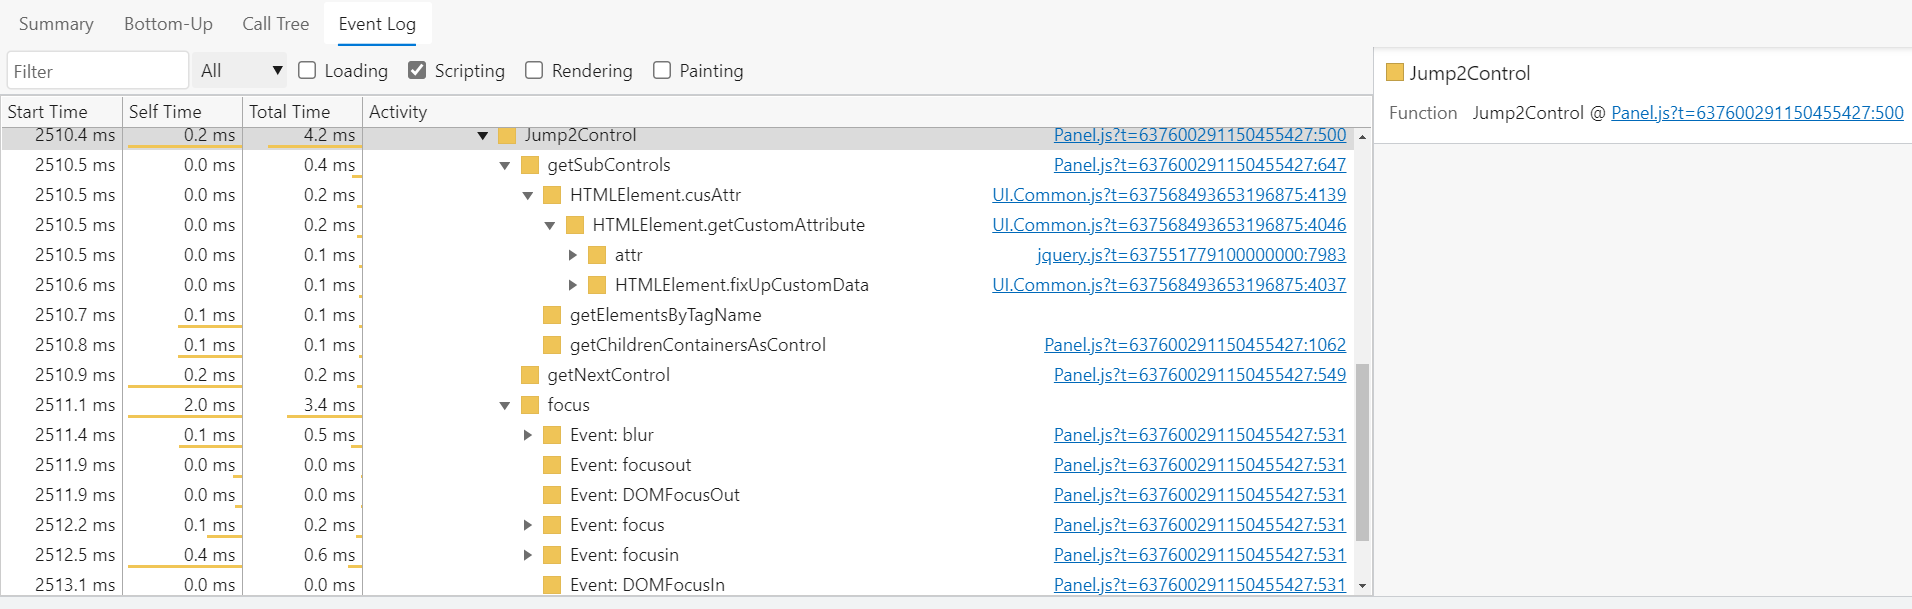 Summary Bottom-Up Call Tree Event Log
Filter All Loading Scripting Rendering Painting
Start Time Self Time Total Time Activity
2510.4 ms 0.2 ms 4.2 ms Jump2Control Panel.js?t=637600291150455427:500
2510.5 ms 0.0 ms 0.4 ms getSubControls Panel.js?t=637600291150455427:647
2510.5 ms 0.0 ms 0.2 ms HTMLElement.cusAttr UI.Common.js?t=637568493653196875:4139
2510.5 ms 0.0 ms 0.2 ms HTMLElement.getCustomAttribute UI.Common.js?t=637568493653196875:4046
2510.5 ms 0.0 ms 0.1 ms attr jquery.js?t=637551779100000000:7983
2510.6 ms 0.0 ms 0.1 ms HTMLElement.fixUpCustomData UI.Common.js?t=637568493653196875:4037
2510.7 ms 0.1 ms 0.1 ms getElementsByTagName
2510.8 ms 0.1 ms 0.1 ms getChildrenContainersAsControl Panel.js?t=637600291150455427:1062
2510.9 ms 0.2 ms 0.2 ms getNextControl Panel.js?t=637600291150455427:549
2511.1 ms 2.0 ms 3.4 ms focus
2511.4 ms 0.1 ms 0.5 ms Event: blur Panel.js?t=637600291150455427:531
2511.9 ms 0.0 ms 0.0 ms Event: focusout Panel.js?t=637600291150455427:531
2511.9 ms 0.0 ms 0.0 ms Event: DOMFocusOut Panel.js?t=637600291150455427:531
2512.2 ms 0.1 ms 0.2 ms Event: focus Panel.js?t=637600291150455427:531
2512.5 ms 0.4 ms 0.6 ms Event: focusin Panel.js?t=637600291150455427:531
2513.1 ms 0.0 ms 0.0 ms Event: DOMFocusIn Panel.js?t=637600291150455427:531
Jump2Control
Function Jump2Control @ Panel.js?t=637600291150455427:500